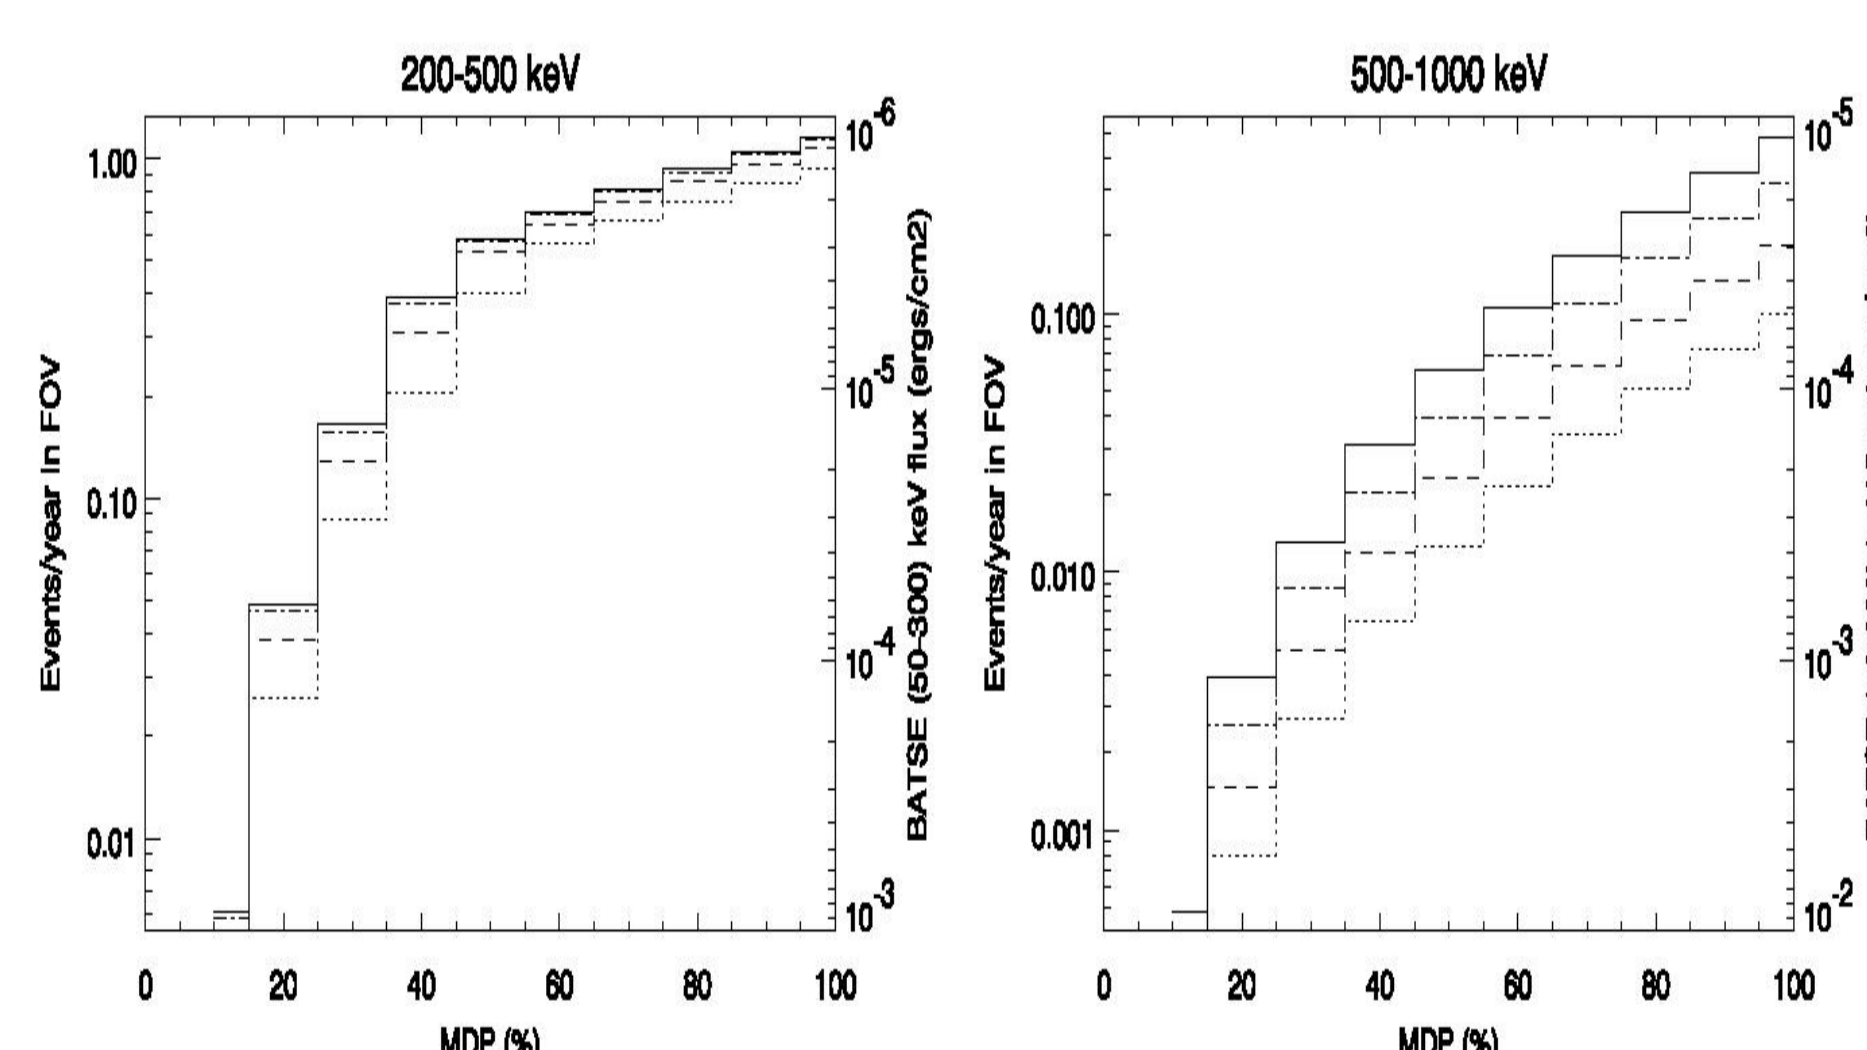 200-500 keV
Events/year in FOV
1.00
0.10
0.01
0 20 40 60 80 100
MDP (%)
10-6
10-5
10-4
10-3
BATSE (50-300) keV flux (ergs/cm2)
500-1000 keV
Events/year in FOV
0.100
0.010
0.001
0 20 40 60 80 100
MDP (%)
10-5
10-4
10-3
10-2